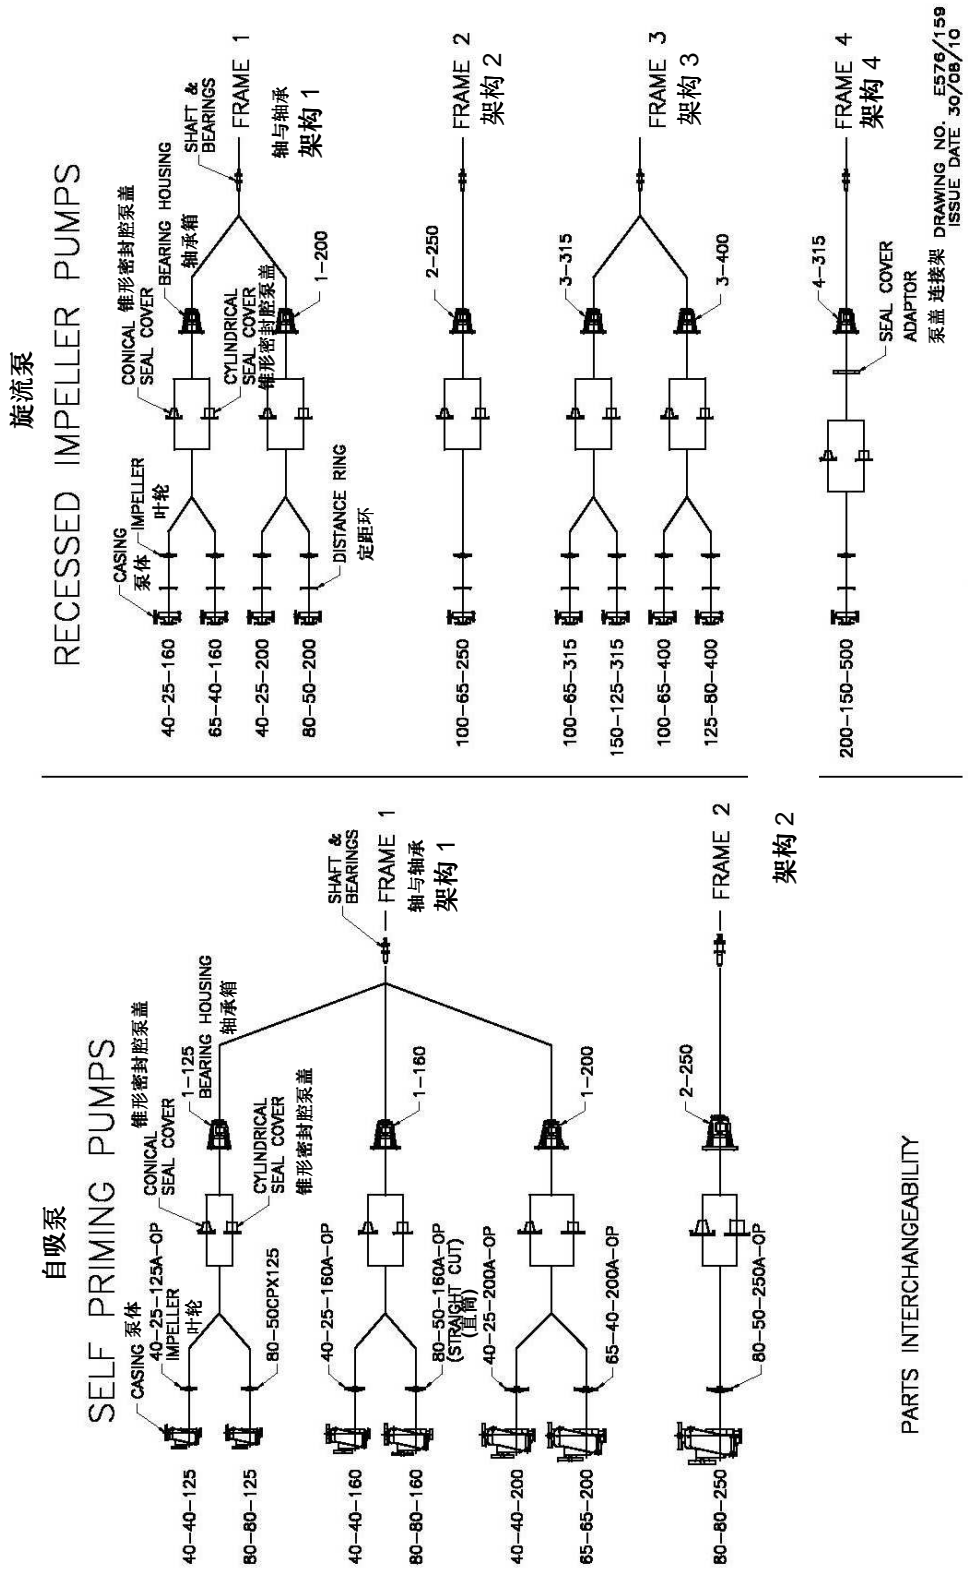 自吸泵
SELF PRIMING PUMPS
CASING 泵体
40-25-125A-OP
IMPELLER
叶轮
CONICAL 锥形密封腔泵盖
SEAL COVER
1-125
BEARING HOUSING
轴承箱
SHAFT &
BEARINGS
40-40-125
80-80-125
80-50CPX125
CYLINDRICAL
SEAL COVER
锥形密封腔泵盖
40-40-160
40-25-160A-OP
1-160
FRAME 1
轴与轴承
架构 1
80-80-160
80-50-160A-OP
(STRAIGHT CUT)
(直筒)
40-40-200
40-25-200A-OP
1-200
65-65-200
65-40-200A-OP
80-80-250
80-50-250A-OP
2-250
FRAME 2
架构 2
PARTS INTERCHANGEABILITY
旋流泵
RECESSED IMPELLER PUMPS
CASING
泵体
IMPELLER
叶轮
CONICAL 锥形密封腔泵盖
SEAL COVER
BEARING HOUSING
轴承箱
SHAFT &
BEARINGS
40-25-160
65-40-160
CYLINDRICAL
SEAL COVER
锥形密封腔泵盖
FRAME 1
轴与轴承
架构 1
40-25-200
1-200
80-50-200
DISTANCE RING
定距环
100-65-250
2-250
FRAME 2
架构 2
100-65-315
3-315
150-125-315
FRAME 3
架构 3
100-65-400
3-400
125-80-400
200-150-500
4-315
FRAME 4
架构 4
SEAL COVER
ADAPTOR
泵盖 连接架
DRAWING NO. E576/159
ISSUE DATE 30/08/10